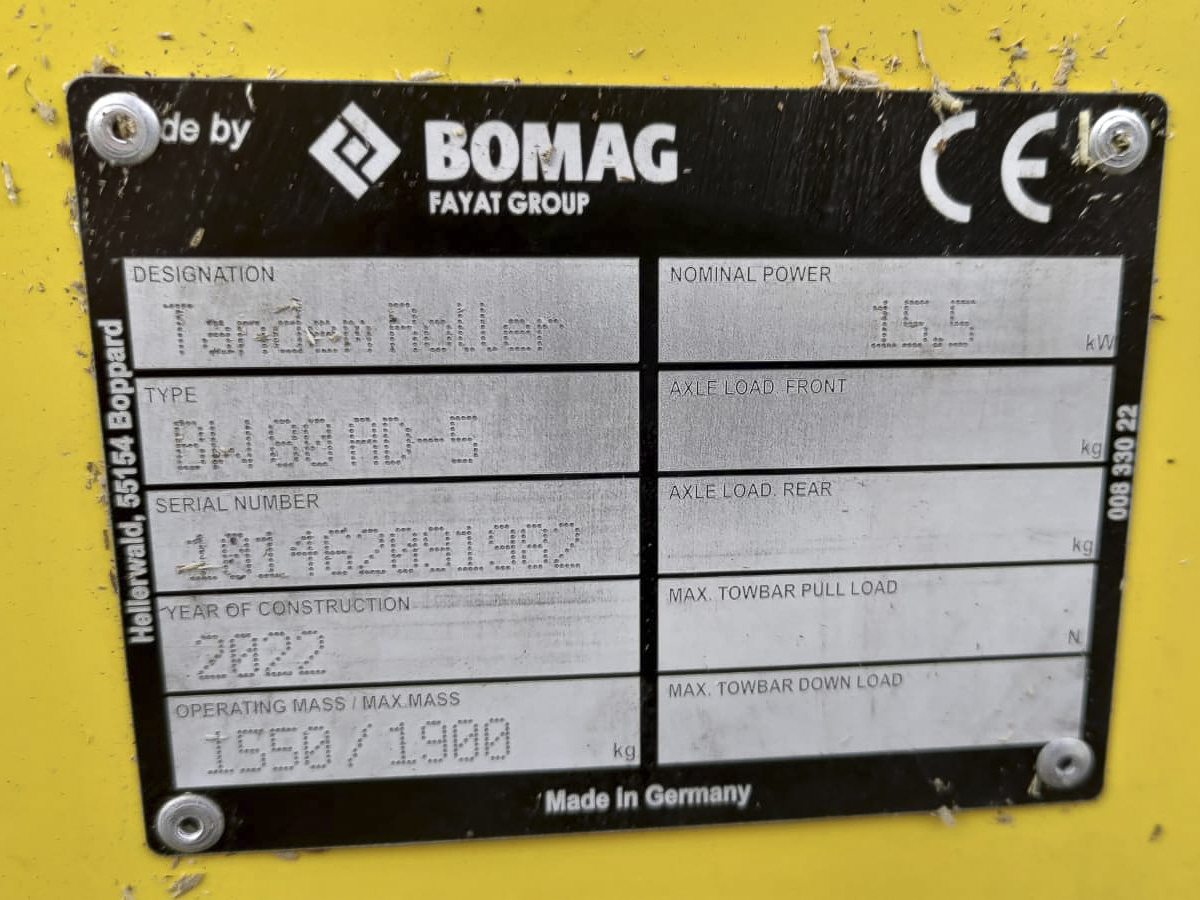 de by
BOMAG
FAYAT GROUP
CE
DESIGNATION
Tandem Roller
TYPE
BW 80 AD-5
SERIAL NUMBER
101462091982
YEAR OF CONSTRUCTION
2022
OPERATING MASS / MAX.MASS
1550/1900 kg
NOMINAL POWER
15,5 kW
AXLE LOAD. FRONT
kg
AXLE LOAD. REAR
kg
MAX. TOWBAR PULL LOAD
N
MAX. TOWBAR DOWN LOAD
Hellerwald, 55154 Boppard
008 330 22
Made in Germany